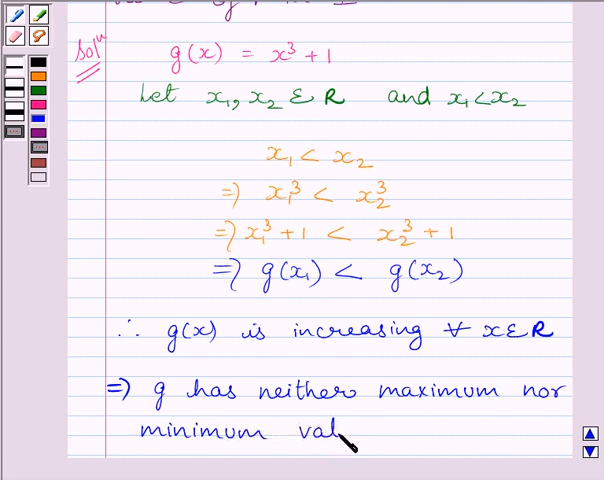 Solⁿ
g(x) = x³ + 1
Let x₁, x₂ ε R and x₁ < x₂
x₁ < x₂
⇒ x₁³ < x₂³
⇒ x₁³ + 1 < x₂³ + 1
⇒ g(x₁) < g(x₂)
∴ g(x) is increasing ∀ x ε R
⇒ g has neither maximum nor
minimum val